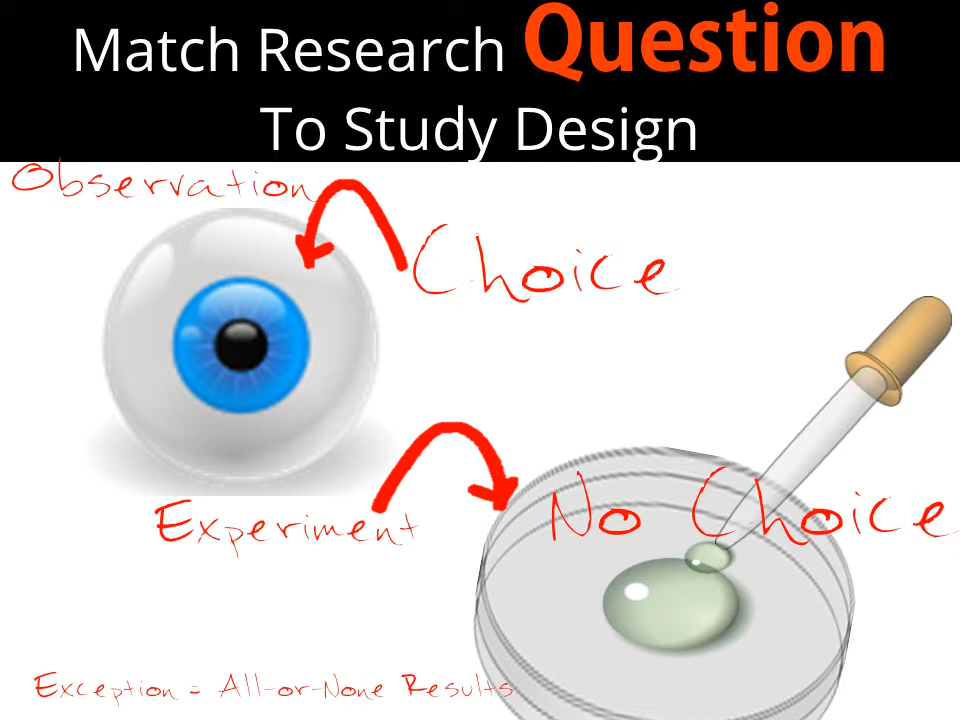 Match Research Question
To Study Design
Observation
Choice
Experiment
No Choice
Exception = All-or-None Results